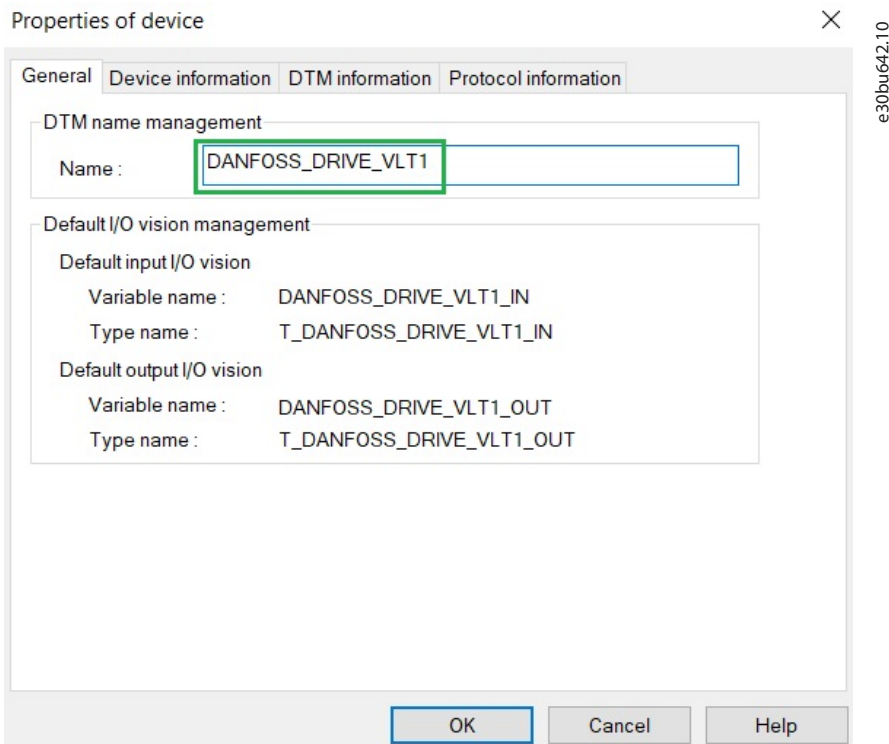 Properties of device
General Device information DTM information Protocol information
DTM name management
Name : DANFOSS_DRIVE_VLT1
Default I/O vision management
Default input I/O vision
Variable name : DANFOSS_DRIVE_VLT1_IN
Type name : T_DANFOSS_DRIVE_VLT1_IN
Default output I/O vision
Variable name : DANFOSS_DRIVE_VLT1_OUT
Type name : T_DANFOSS_DRIVE_VLT1_OUT
OK Cancel Help
e30bu642.10